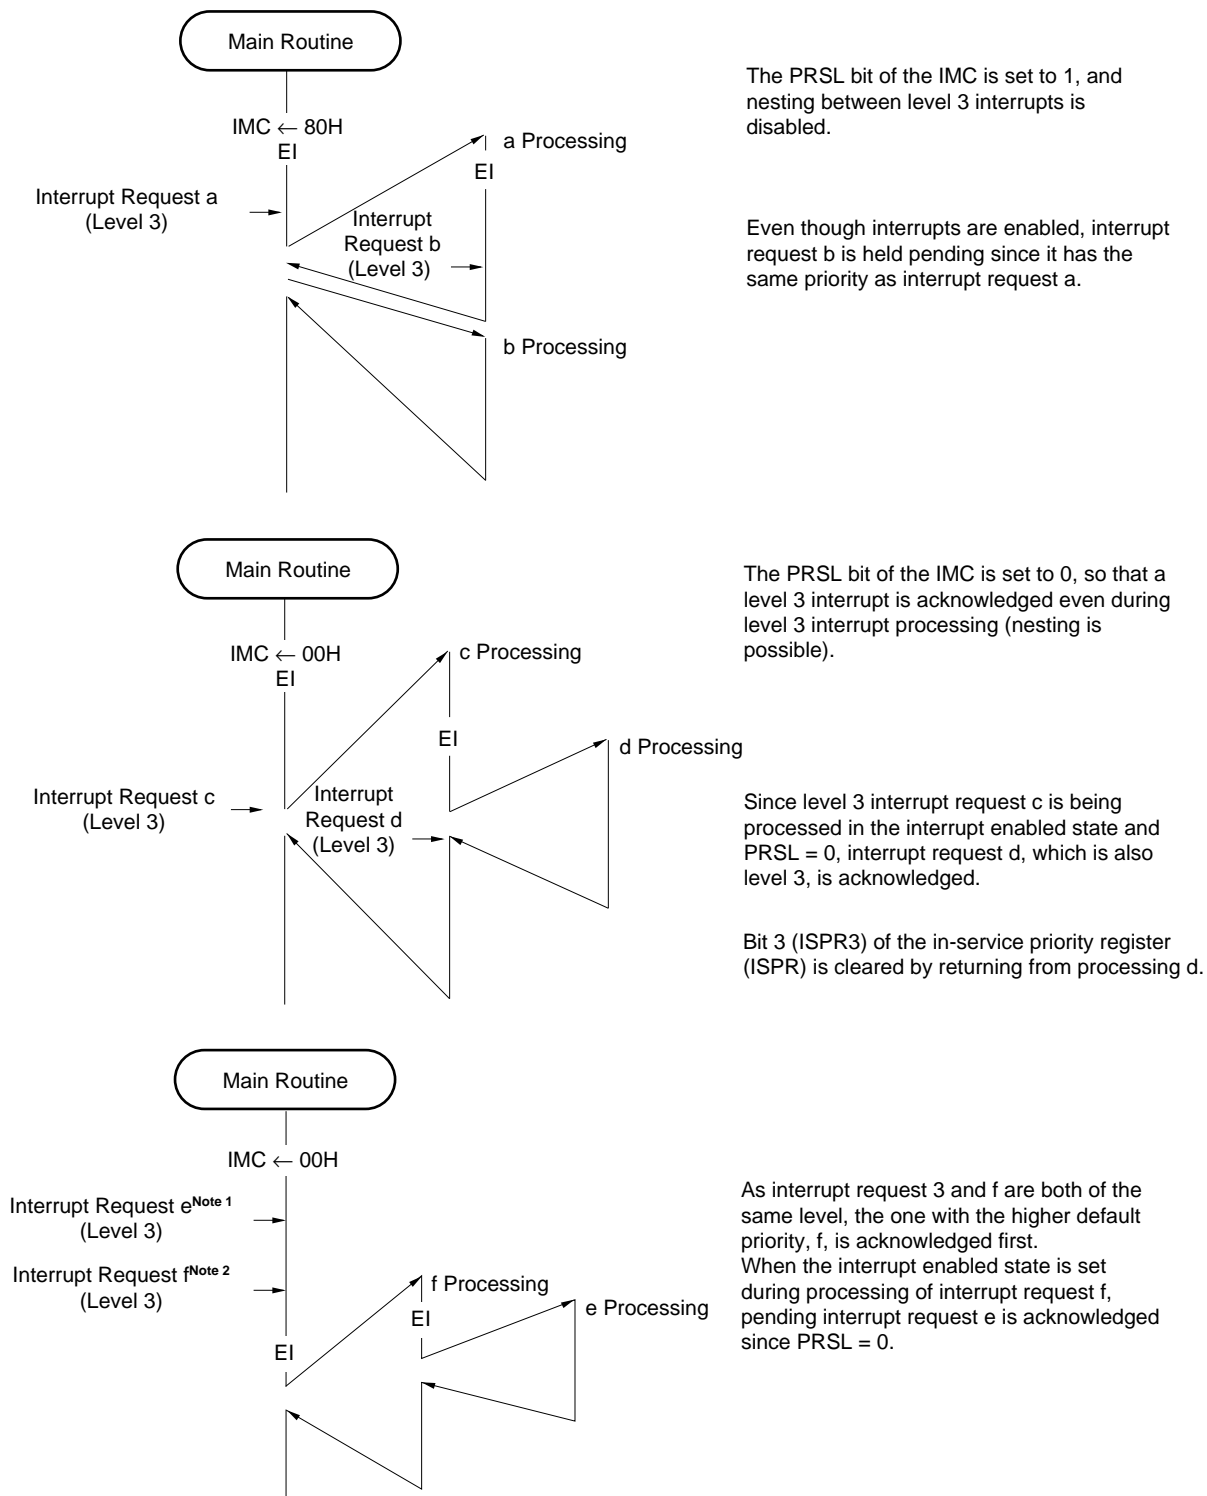 Main Routine
IMC ← 80H
EI
Interrupt Request a
(Level 3)
a Processing
EI
Interrupt
Request b
(Level 3)
b Processing
The PRSL bit of the IMC is set to 1, and
nesting between level 3 interrupts is
disabled.
Even though interrupts are enabled, interrupt
request b is held pending since it has the
same priority as interrupt request a.
Main Routine
IMC ← 00H
EI
Interrupt Request c
(Level 3)
c Processing
EI
Interrupt
Request d
(Level 3)
d Processing
The PRSL bit of the IMC is set to 0, so that a
level 3 interrupt is acknowledged even during
level 3 interrupt processing (nesting is
possible).
Since level 3 interrupt request c is being
processed in the interrupt enabled state and
PRSL = 0, interrupt request d, which is also
level 3, is acknowledged.
Bit 3 (ISPR3) of the in-service priority register
(ISPR) is cleared by returning from processing d.
Main Routine
IMC ← 00H
Interrupt Request e Note 1
(Level 3)
Interrupt Request f Note 2
(Level 3)
EI
f Processing
EI
e Processing
As interrupt request 3 and f are both of the
same level, the one with the higher default
priority, f, is acknowledged first.
When the interrupt enabled state is set
during processing of interrupt request f,
pending interrupt request e is acknowledged
since PRSL = 0.